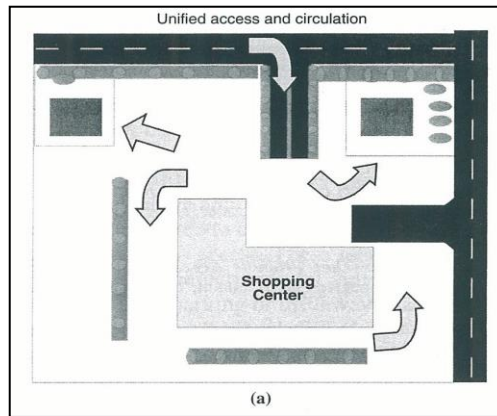 Unified access and circulation
Shopping
Center
(a)